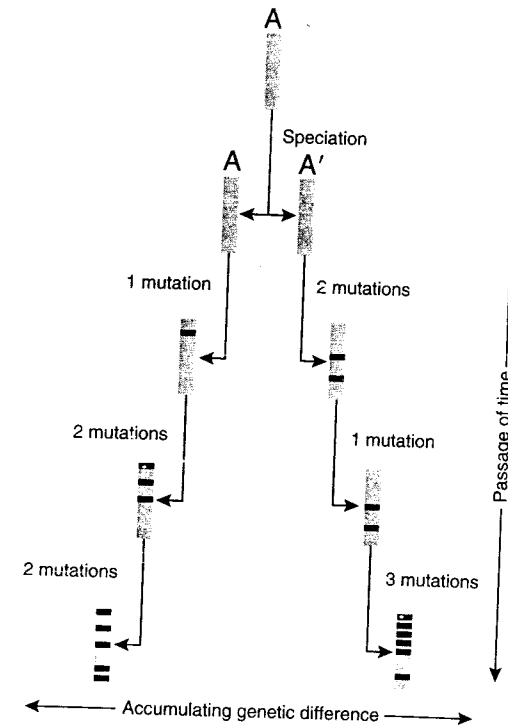 A
Speciation
A
A′
1 mutation
2 mutations
2 mutations
1 mutation
2 mutations
3 mutations
Passage of time
Accumulating genetic difference